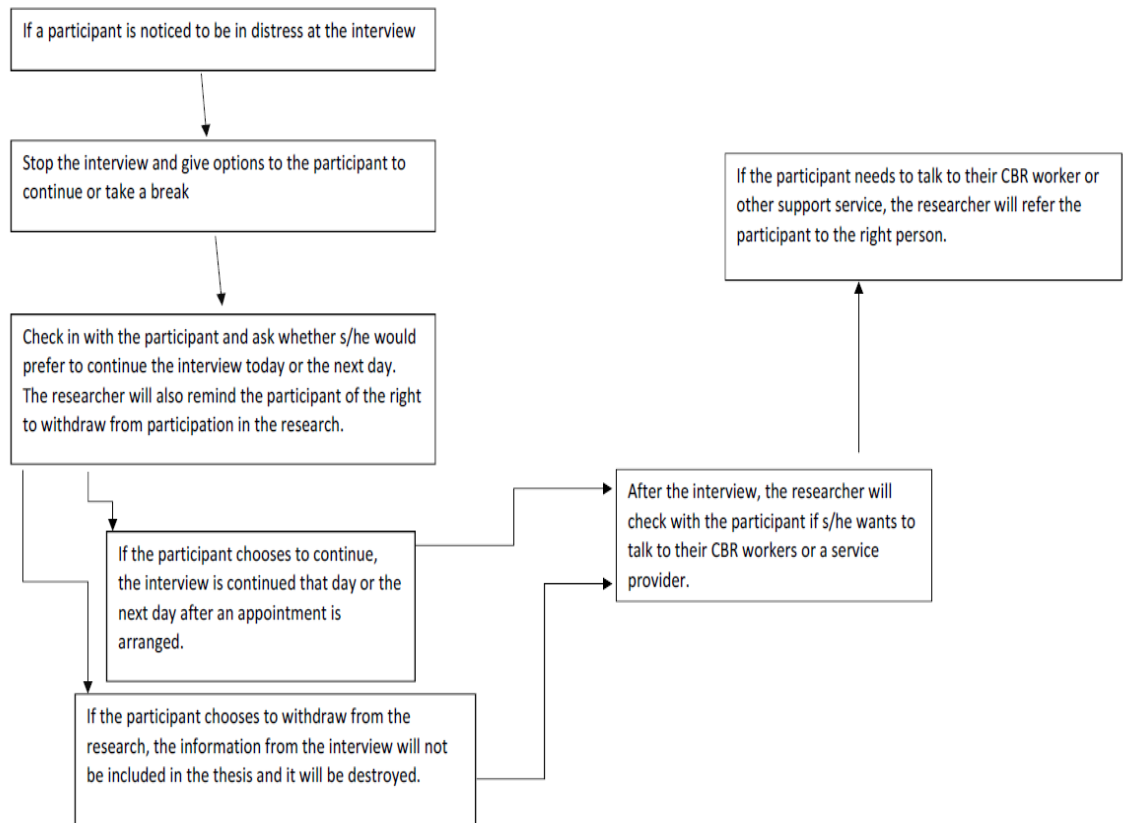 If a participant is noticed to be in distress at the interview
Stop the interview and give options to the participant to
continue or take a break
Check in with the participant and ask whether s/he would
prefer to continue the interview today or the next day.
The researcher will also remind the participant of the right
to withdraw from participation in the research.
If the participant chooses to continue,
the interview is continued that day or the
next day after an appointment is
arranged.
If the participant chooses to withdraw from the
research, the information from the interview will not
be included in the thesis and it will be destroyed.
After the interview, the researcher will
check with the participant if s/he wants to
talk to their CBR workers or a service
provider.
If the participant needs to talk to their CBR worker or
other support service, the researcher will refer the
participant to the right person.